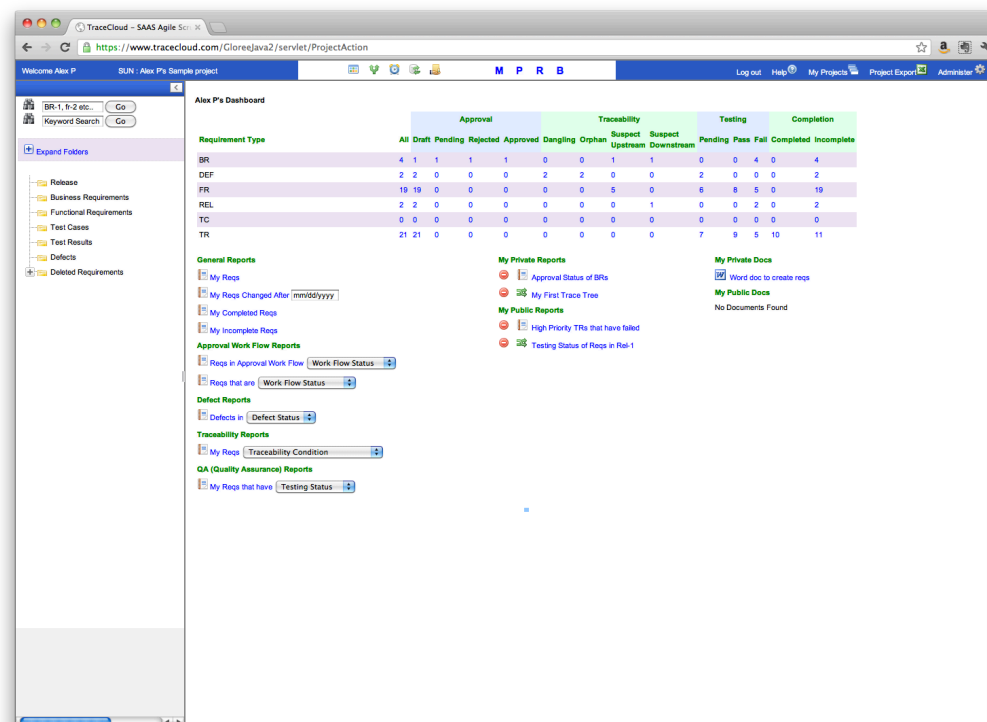 TraceCloud - SAAS Agile Scr
https://www.tracecloud.com/GloreeJava2/servlet/ProjectAction
Welcome Alex P SUN : Alex P's Sample project M P R B Log out Help My Projects Project Export Administer
BR-1, fr-2 etc.. Go
Keyword Search Go
Expand Folders
Release
Business Requirements
Functional Requirements
Test Cases
Test Results
Defects
Deleted Requirements
Alex P's Dashboard
Approval Traceability Testing Completion
Requirement Type All Draft Pending Rejected Approved Dangling Orphan Suspect Upstream Suspect Downstream Pending Pass Fail Completed Incomplete
BR 4 1 1 1 1 0 0 1 1 0 0 4 0 4
DEF 2 2 0 0 0 2 2 0 0 2 0 0 0 2
FR 19 19 0 0 0 0 0 5 0 6 8 5 0 19
REL 2 2 0 0 0 0 0 0 1 0 0 2 0 2
TC 0 0 0 0 0 0 0 0 0 0 0 0 0 0
TR 21 21 0 0 0 0 0 0 0 7 9 5 10 11
General Reports
My Reqs
My Reqs Changed After mm/dd/yyyy
My Completed Reqs
My Incomplete Reqs
Approval Work Flow Reports
Reqs in Approval Work Flow Work Flow Status
Reqs that are Work Flow Status
Defect Reports
Defects in Defect Status
Traceability Reports
My Reqs Traceability Condition
QA (Quality Assurance) Reports
My Reqs that have Testing Status
My Private Reports
Approval Status of BRs
My First Trace Tree
My Public Reports
High Priority TRs that have failed
Testing Status of Reqs in Rel-1
My Private Docs
Word doc to create reqs
My Public Docs
No Documents Found